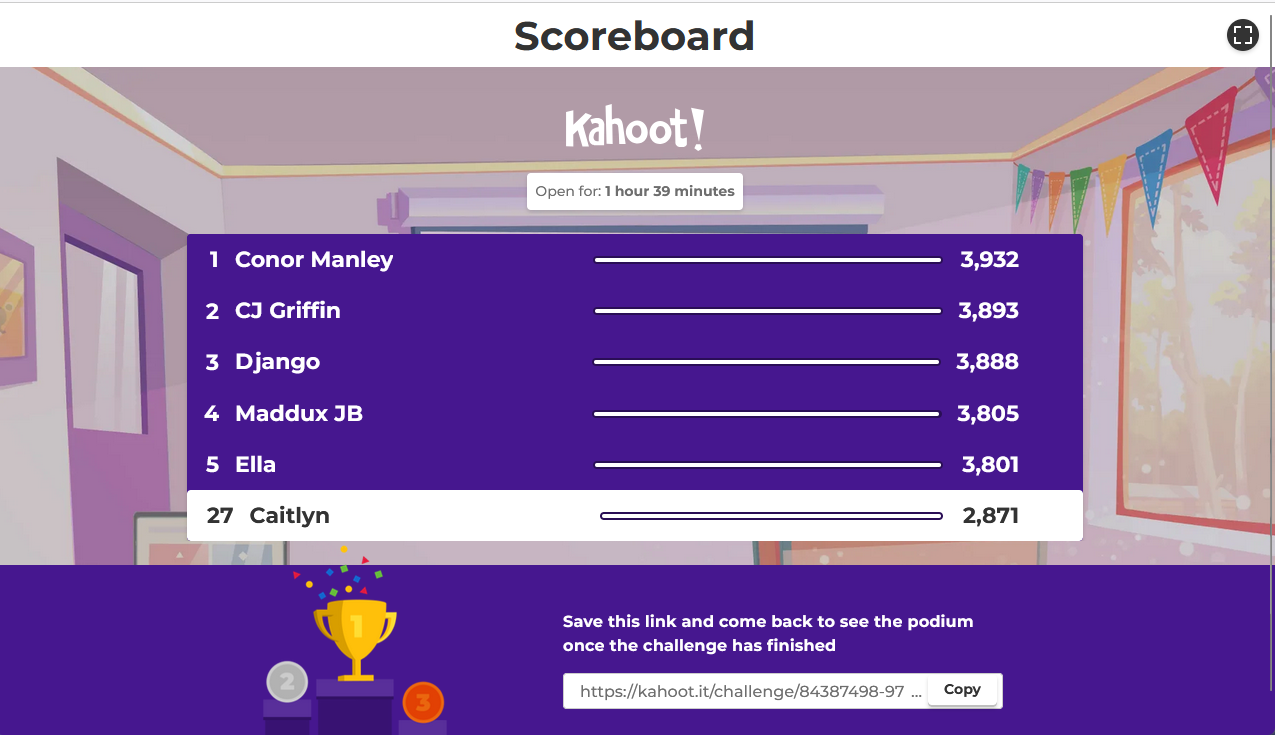 Scoreboard
Kahoot!
Open for: 1 hour 39 minutes
1 Conor Manley 3,932
2 CJ Griffin 3,893
3 Django 3,888
4 Maddux JB 3,805
5 Ella 3,801
27 Caitlyn 2,871
1
2
3
Save this link and come back to see the podium
once the challenge has finished
https://kahoot.it/challenge/84387498-97 ... Copy